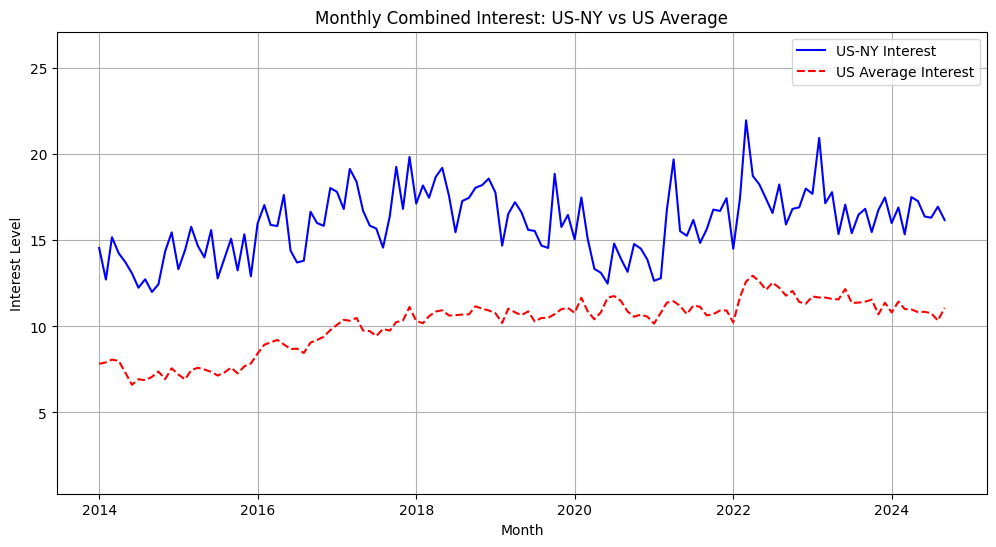 Monthly Combined Interest: US-NY vs US Average
US-NY Interest
US Average Interest
Interest Level
25
20
15
10
5
2014 2016 2018 2020 2022 2024
Month